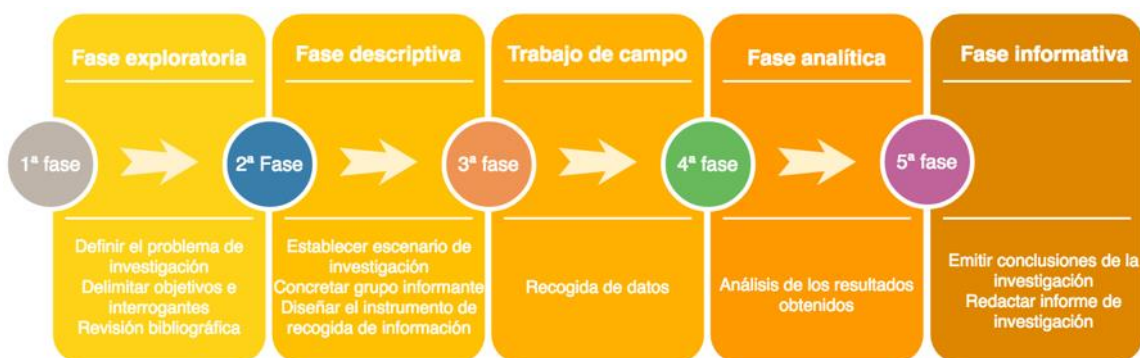 Fase exploratoria
Fase descriptiva
Trabajo de campo
Fase analítica
Fase informativa
1ª fase
2ª Fase
3ª fase
4ª fase
5ª fase
Definir el problema de
investigación
Delimitar objetivos e
interrogantes
Revisión bibliográfica
Establecer escenario de
investigación
Concretar grupo informante
Diseñar el instrumento de
recogida de información
Recogida de datos
Análisis de los resultados
obtenidos
Emitir conclusiones de la
investigación
Redactar informe de
investigación